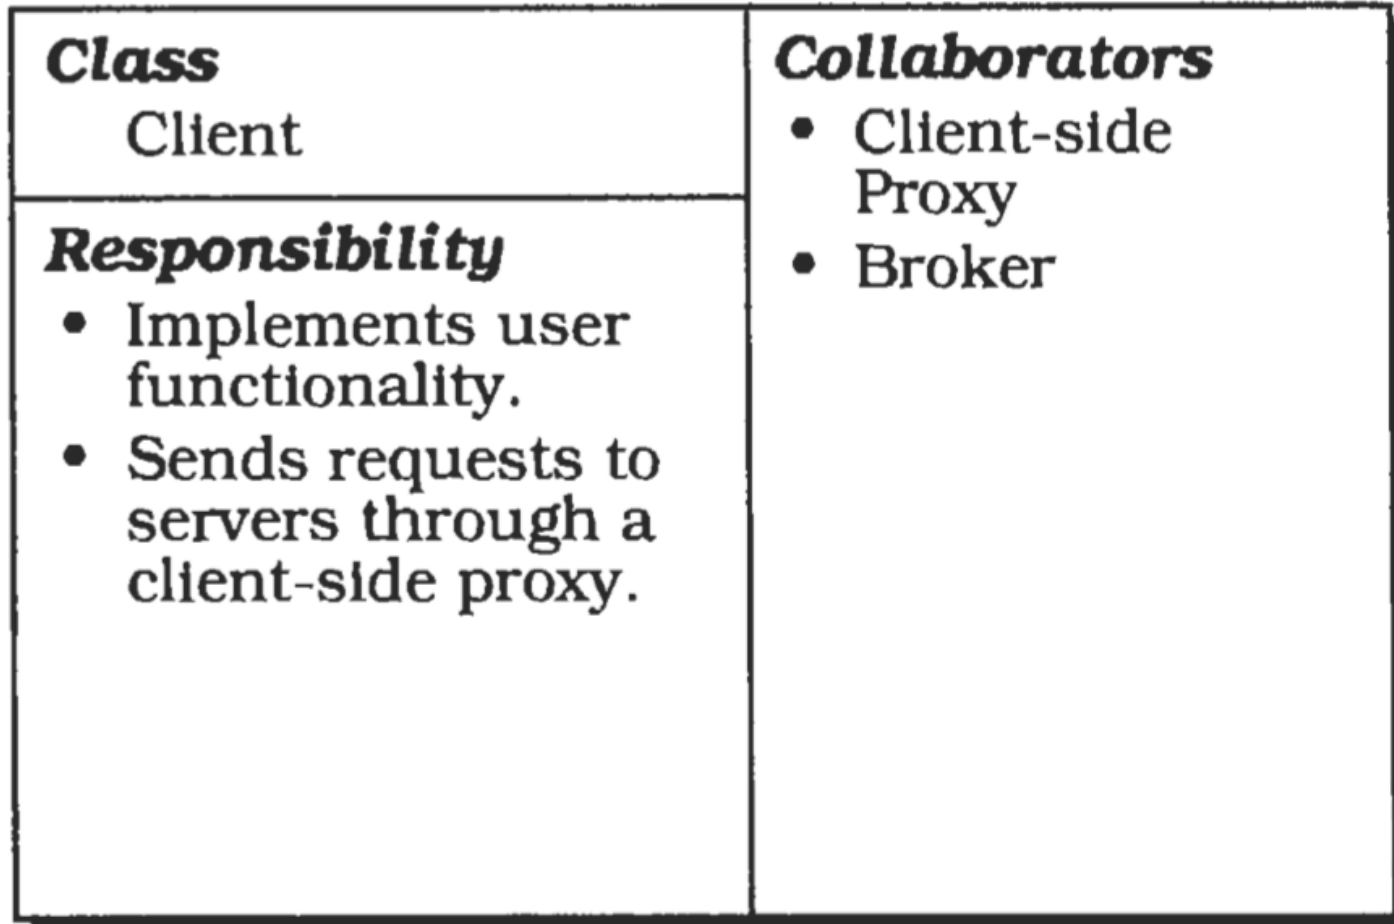 Class
Client
Responsibility
• Implements user
functionality.
• Sends requests to
servers through a
client-side proxy.
Collaborators
• Client-side
Proxy
• Broker